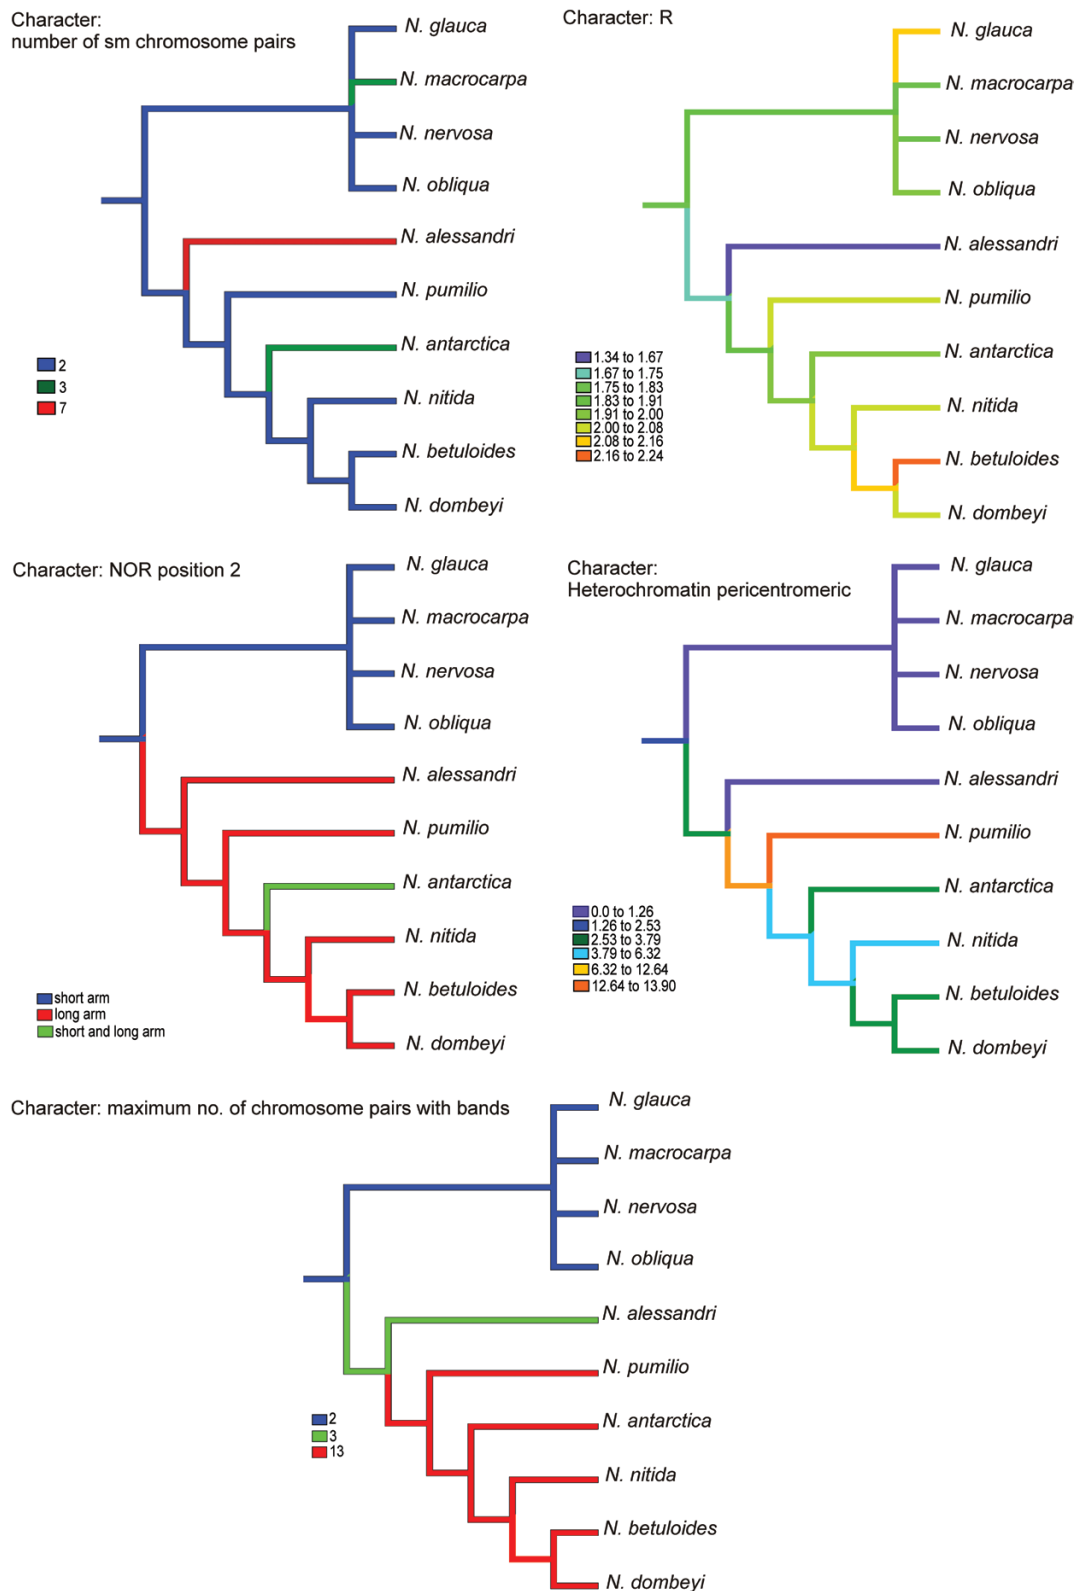 Character:
number of sm chromosome pairs
N. glauca
N. macrocarpa
N. nervosa
N. obliqua
N. alessandri
N. pumilio
N. antarctica
N. nitida
N. betuloides
N. dombeyi
2
3
7
Character: R
N. glauca
N. macrocarpa
N. nervosa
N. obliqua
N. alessandri
N. pumilio
N. antarctica
N. nitida
N. betuloides
N. dombeyi
1.34 to 1.67
1.67 to 1.75
1.75 to 1.83
1.83 to 1.91
1.91 to 2.00
2.00 to 2.08
2.08 to 2.16
2.16 to 2.24
Character: NOR position 2
N. glauca
N. macrocarpa
N. nervosa
N. obliqua
N. alessandri
N. pumilio
N. antarctica
N. nitida
N. betuloides
N. dombeyi
short arm
long arm
short and long arm
Character:
Heterochromatin pericentromeric
N. glauca
N. macrocarpa
N. nervosa
N. obliqua
N. alessandri
N. pumilio
N. antarctica
N. nitida
N. betuloides
N. dombeyi
0.0 to 1.26
1.26 to 2.53
2.53 to 3.79
3.79 to 6.32
6.32 to 12.64
12.64 to 13.90
Character: maximum no. of chromosome pairs with bands
N. glauca
N. macrocarpa
N. nervosa
N. obliqua
N. alessandri
N. pumilio
N. antarctica
N. nitida
N. betuloides
N. dombeyi
2
3
13